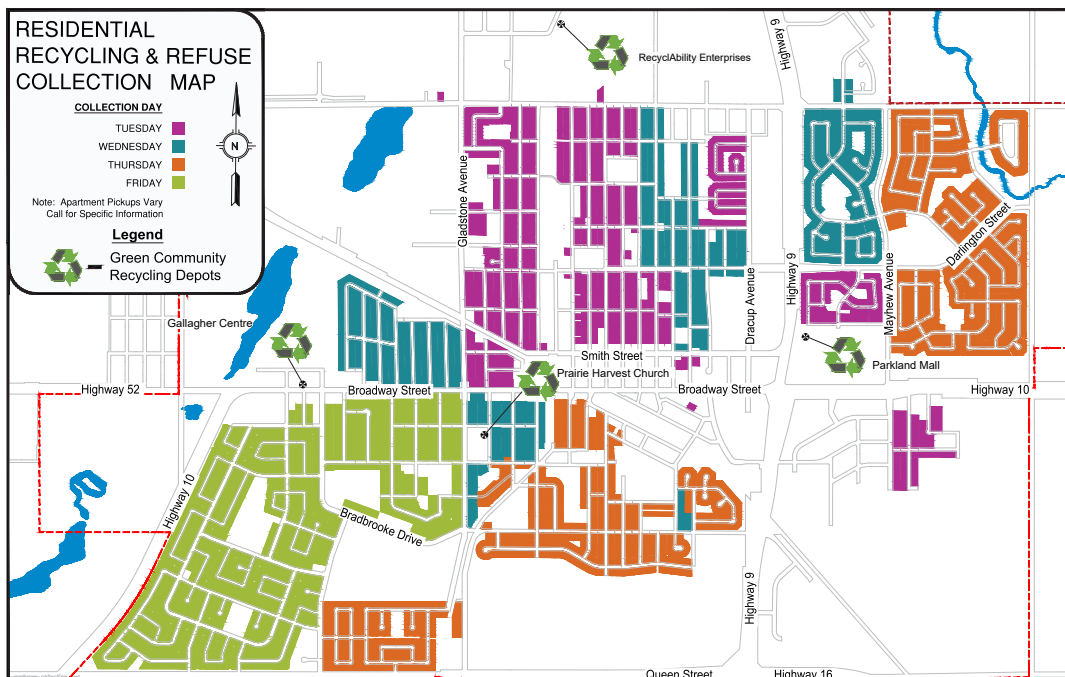 RESIDENTIAL
RECYCLING & REFUSE
COLLECTION MAP
COLLECTION DAY
TUESDAY
WEDNESDAY
THURSDAY
FRIDAY
N
Note: Apartment Pickups Vary
Call for Specific Information
Legend
Green Community
Recycling Depots
RecyclAbility Enterprises
Highway 9
Gladstone Avenue
Darlington Street
Mayhew Avenue
Highway 9
Dracup Avenue
Gallagher Centre
Smith Street
Prairie Harvest Church
Parkland Mall
Highway 52
Broadway Street
Broadway Street
Highway 10
Highway 10
Bradbrooke Drive
Highway 9
Queen Street
Highway 16